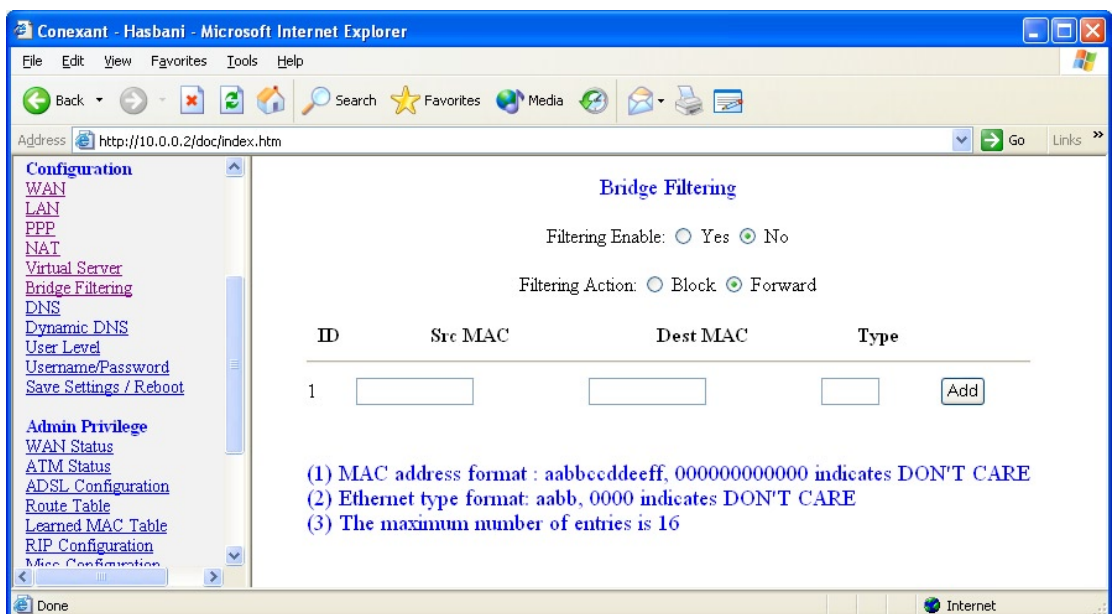 Conexant - Hasbani - Microsoft Internet Explorer
File Edit View Favorites Tools Help
Back Search Favorites Media
Address http://10.0.0.2/doc/index.htm Go Links »
Configuration
WAN
LAN
PPP
NAT
Virtual Server
Bridge Filtering
DNS
Dynamic DNS
User Level
Username/Password
Save Settings / Reboot
Admin Privilege
WAN Status
ATM Status
ADSL Configuration
Route Table
Learned MAC Table
RIP Configuration
Misc Configuration
Bridge Filtering
Filtering Enable: Yes No
Filtering Action: Block Forward
ID Src MAC Dest MAC Type
1 Add
(1) MAC address format : aabbccddeeff, 000000000000 indicates DON'T CARE
(2) Ethernet type format: aabb, 0000 indicates DON'T CARE
(3) The maximum number of entries is 16
Done Internet